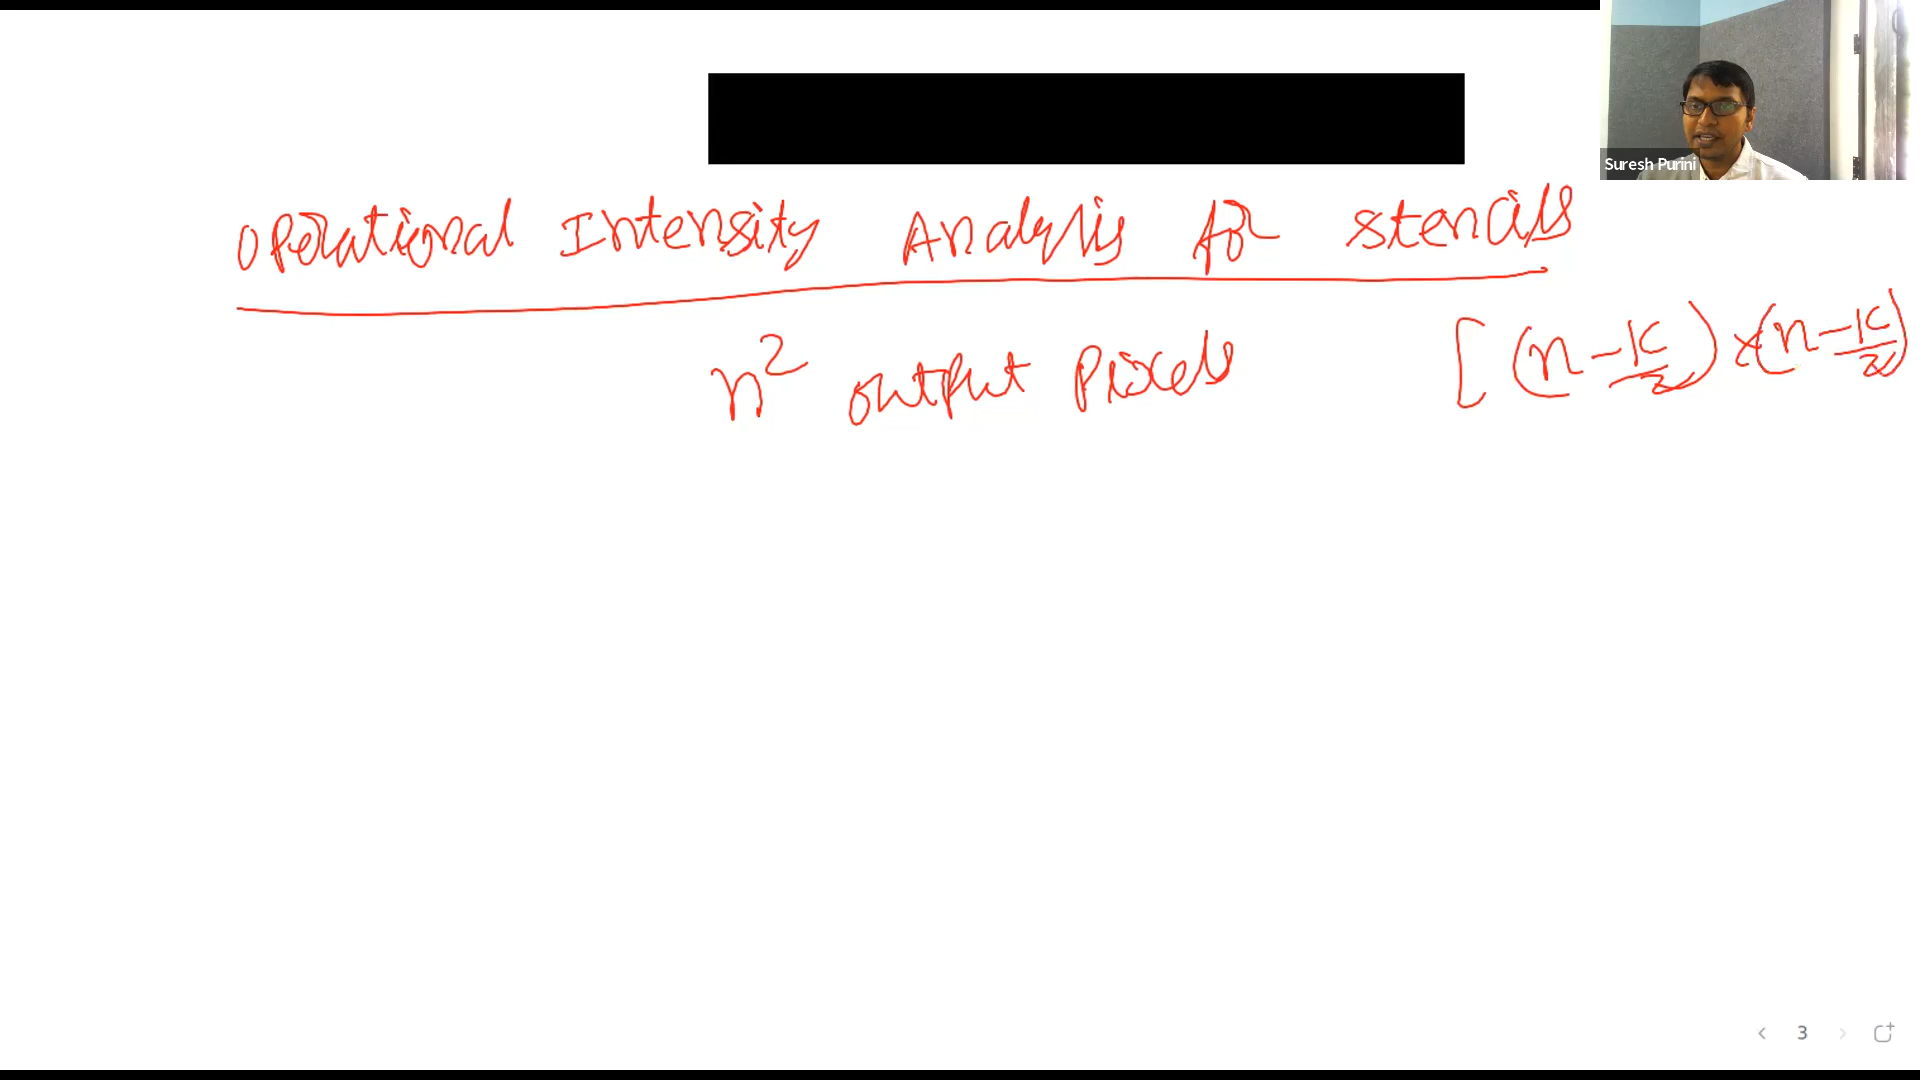 Suresh Purini
Operational Intensity Analysis for stencils
n² output Pixels [(n-k/2)×(n-k/2)
3